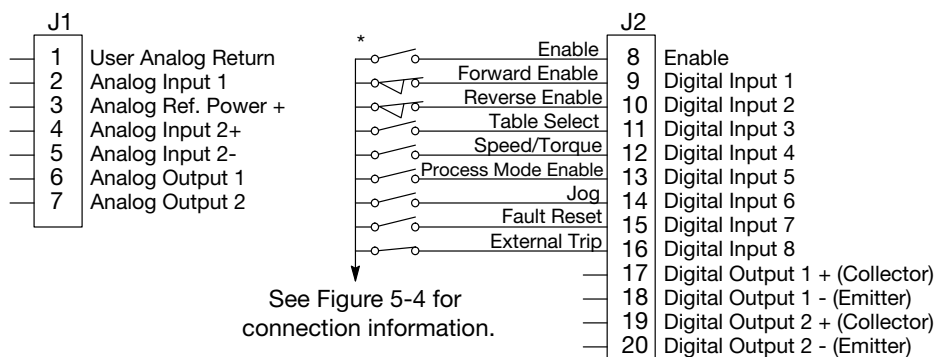 J1
1 User Analog Return
2 Analog Input 1
3 Analog Ref. Power +
4 Analog Input 2+
5 Analog Input 2-
6 Analog Output 1
7 Analog Output 2
*
J2
Enable 8 Enable
Forward Enable 9 Digital Input 1
Reverse Enable 10 Digital Input 2
Table Select 11 Digital Input 3
Speed/Torque 12 Digital Input 4
Process Mode Enable 13 Digital Input 5
Jog 14 Digital Input 6
Fault Reset 15 Digital Input 7
External Trip 16 Digital Input 8
17 Digital Output 1 + (Collector)
18 Digital Output 1 - (Emitter)
19 Digital Output 2 + (Collector)
20 Digital Output 2 - (Emitter)
See Figure 5-4 for
connection information.